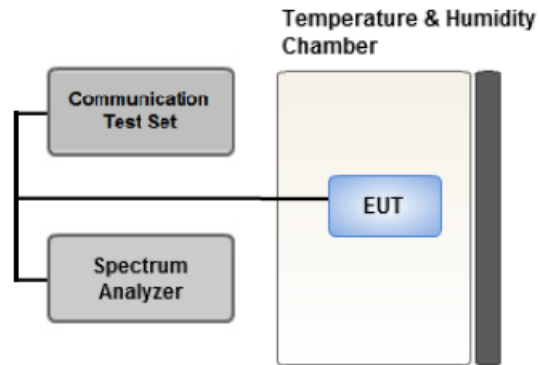 Temperature & Humidity
Chamber
Communication
Test Set
EUT
Spectrum
Analyzer